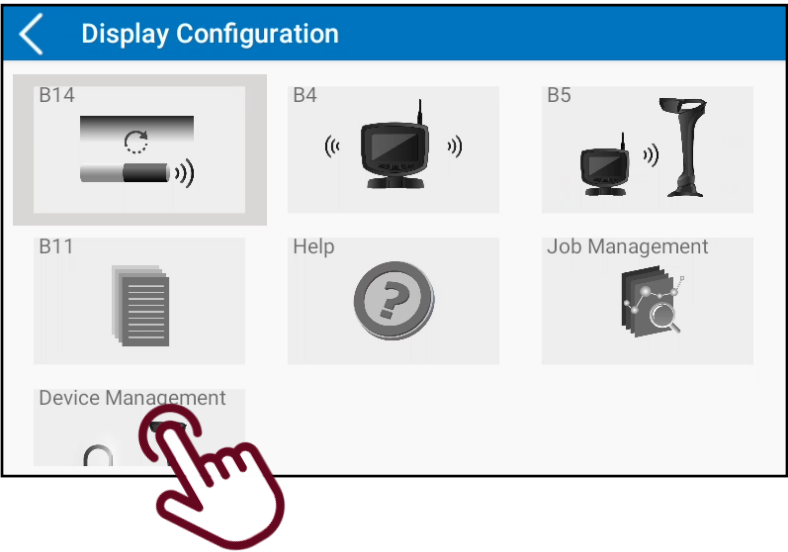 Display Configuration
B14
B4
B5
B11
Help
Job Management
Device Management